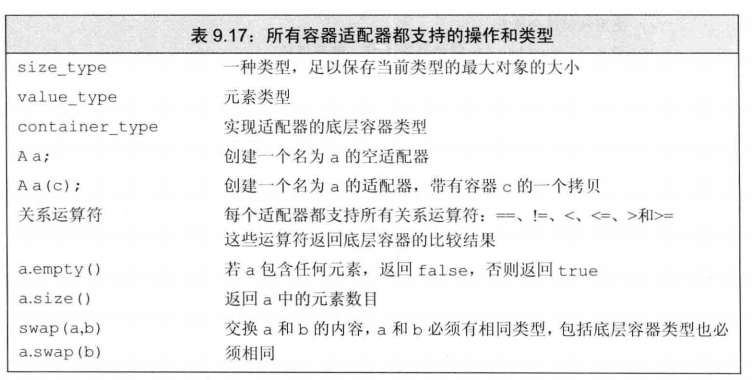 表 9.17：所有容器适配器都支持的操作和类型
size_type 一种类型，足以保存当前类型的最大对象的大小
value_type 元素类型
container_type 实现适配器的底层容器类型
A a; 创建一个名为 a 的空适配器
A a(c); 创建一个名为 a 的适配器，带有容器 c 的一个拷贝
关系运算符 每个适配器都支持所有关系运算符：==、!=、<、<=、>和>=
这些运算符返回底层容器的比较结果
a.empty() 若 a 包含任何元素，返回 false，否则返回 true
a.size() 返回 a 中的元素数目
swap(a,b) 交换 a 和 b 的内容，a 和 b 必须有相同类型，包括底层容器类型也必
a.swap(b) 须相同